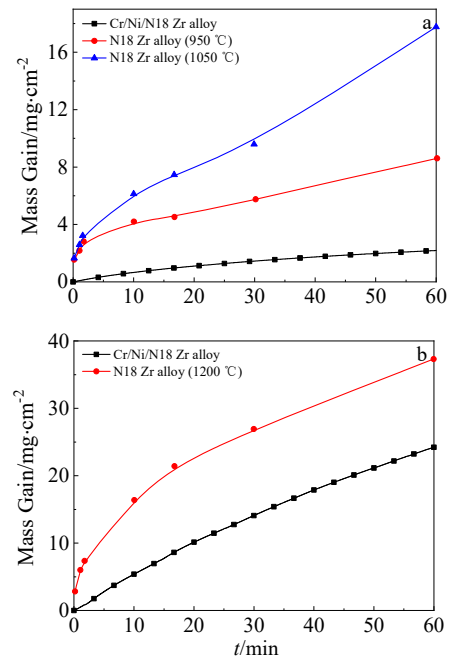 a
Cr/Ni/N18 Zr alloy
N18 Zr alloy (950 ℃)
N18 Zr alloy (1050 ℃)
Mass Gain/mg·cm⁻²
16
12
8
4
0
0 10 20 30 40 50 60
b
Cr/Ni/N18 Zr alloy
N18 Zr alloy (1200 ℃)
Mass Gain/mg·cm⁻²
40
30
20
10
0
0 10 20 30 40 50 60
t/min